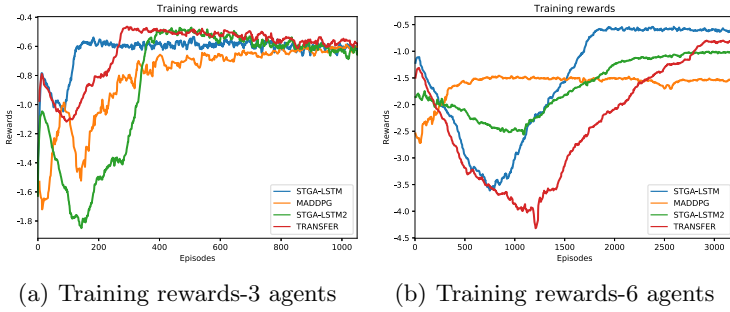 Training rewards
-0.4
-0.6
-0.8
-1.0
-1.2
-1.4
-1.6
-1.8
Rewards
0 200 400 600 800 1000
Episodes
STGA-LSTM
MADDPG
STGA-LSTM2
TRANSFER
(a) Training rewards-3 agents
Training rewards
-0.5
-1.0
-1.5
-2.0
-2.5
-3.0
-3.5
-4.0
-4.5
Rewards
0 500 1000 1500 2000 2500 3000
Episodes
STGA-LSTM
MADDPG
STGA-LSTM2
TRANSFER
(b) Training rewards-6 agents